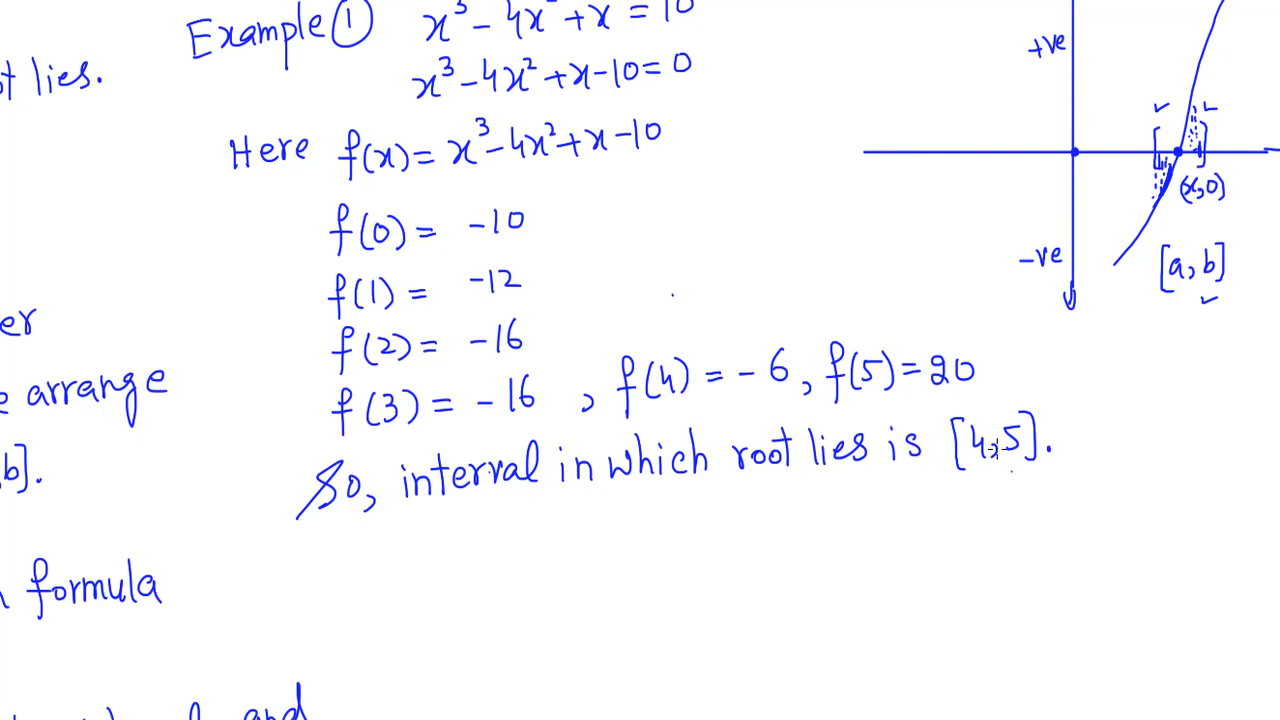 Example ① x³ - 4x² + x = 10
x³ - 4x² + x - 10 = 0
lies.
Here f(x) = x³ - 4x² + x - 10
f(0) = -10
f(1) = -12
f(2) = -16
f(3) = -16 , f(4) = -6, f(5) = 20
So, interval in which root lies is [4,5].
+ve
(x,0)
-ve
[a,b]
er
arrange
b].
formula
and